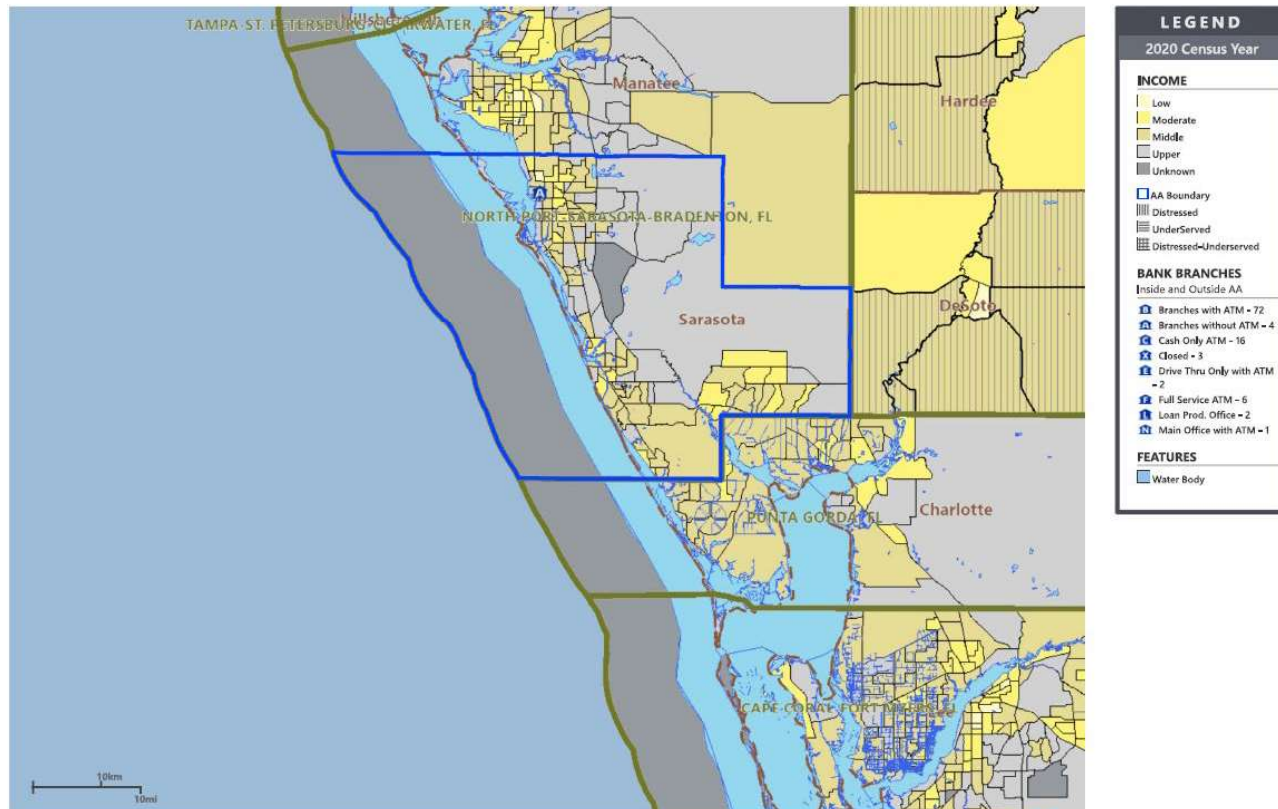 TAMPA-ST. PETERSBURG-CLEARWATER, FL
Hillsborough
Manatee
Hardee
NORTH PORT-SARASOTA-BRADENTON, FL
Sarasota
DeSoto
PUNTA GORDA, FL
Charlotte
CAPE CORAL-FORT MYERS, FL
10km
10mi
A
LEGEND
2020 Census Year
INCOME
Low
Moderate
Middle
Upper
Unknown
AA Boundary
Distressed
UnderServed
Distressed-Underserved
BANK BRANCHES
Inside and Outside AA
B Branches with ATM - 72
A Branches without ATM - 4
C Cash Only ATM - 16
X Closed - 3
E Drive Thru Only with ATM
- 2
F Full Service ATM - 6
L Loan Prod. Office - 2
N Main Office with ATM - 1
FEATURES
Water Body